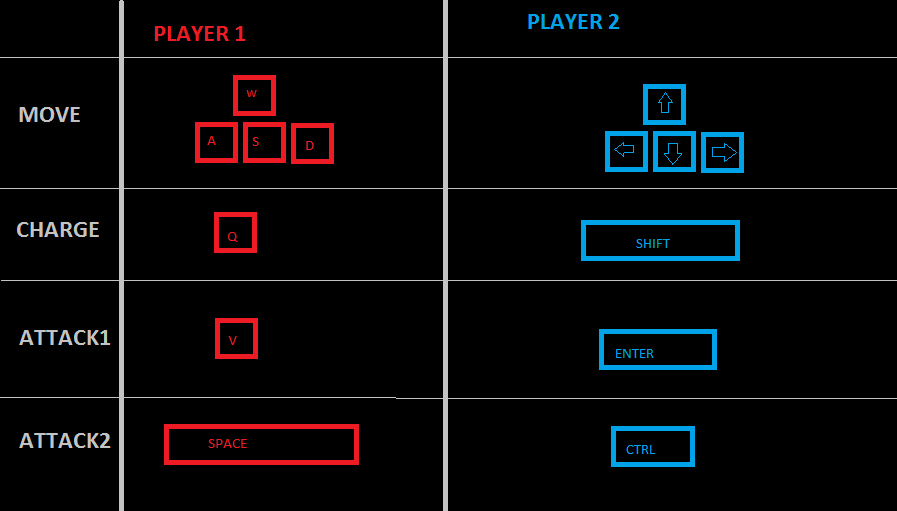 PLAYER 1
PLAYER 2
MOVE
W
A S D
CHARGE
Q
SHIFT
ATTACK1
V
ENTER
ATTACK2
SPACE
CTRL